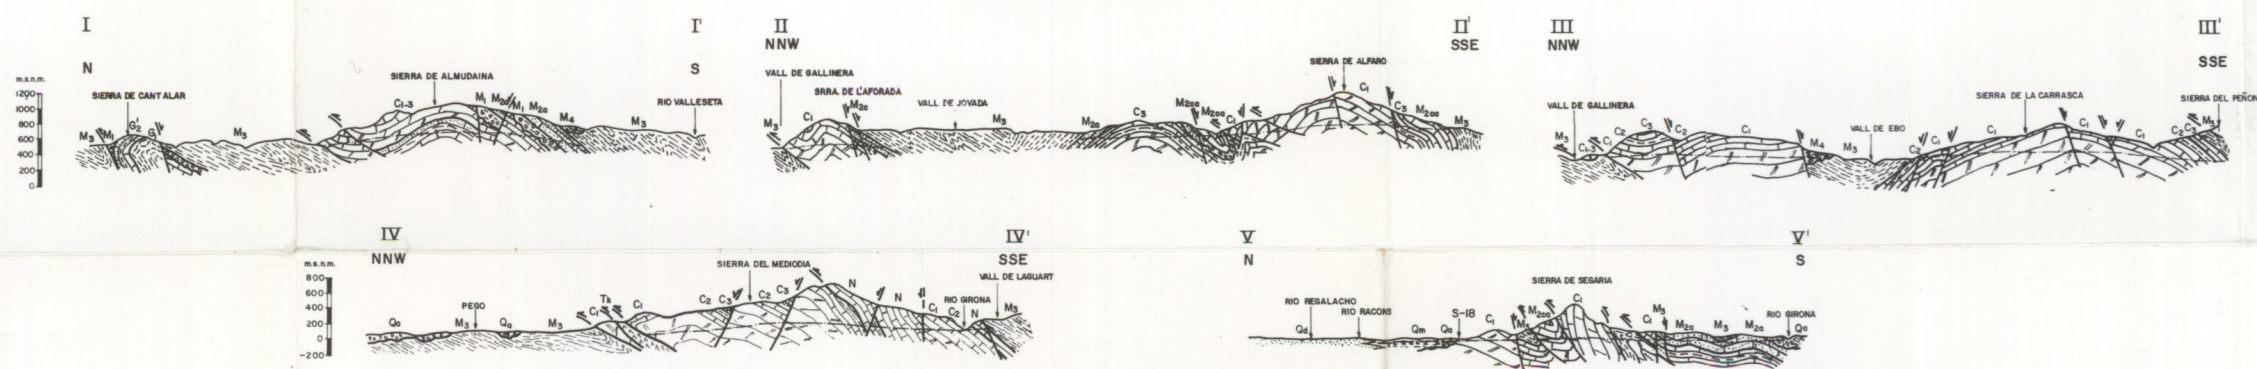 I I'
N S
m.s.n.m.
1200
1000
800
600
400
200
0
SIERRA DE CANTALAR
SIERRA DE ALMUDAINA
RIO VALLESETA
M3 M1 G2' G M3 C1-3 M1 M2a M1 M2a M4 M3
II II'
NNW SSE
VALL DE GALLINERA
SRRA. DE L'AFORADA
VALL DE JOVADA
SIERRA DE ALFARO
M3 C1 M2a M3 M2a C3 M2aa M2aa C1 C1 C3 M2aa M3
III III'
NNW SSE
VALL DE GALLINERA
VALL DE EBO
SIERRA DE LA CARRASCA
SIERRA DEL PEÑON
M3 C1-3 C1 C2 C3 C2 C1 M4 M3 C2 C1 C1 C1 C1 C2 C3 M3
IV IV'
NNW SSE
m.s.n.m.
800
600
400
200
0
-200
PEGO
SIERRA DEL MEDIODIA
RIO GIRONA
VALL DE LAGUART
Qa M3 Qa M3 C1 Tk C1 C2 C3 C2 C3 N N C1 C2 N M3
V V'
N S
RIO REGALACHO
RIO RACONS
S-18
SIERRA DE SEGARIA
RIO GIRONA
Qd Qm Qa C1 M3 M2aa C1 C1 M3 M2a M3 M2a Qa